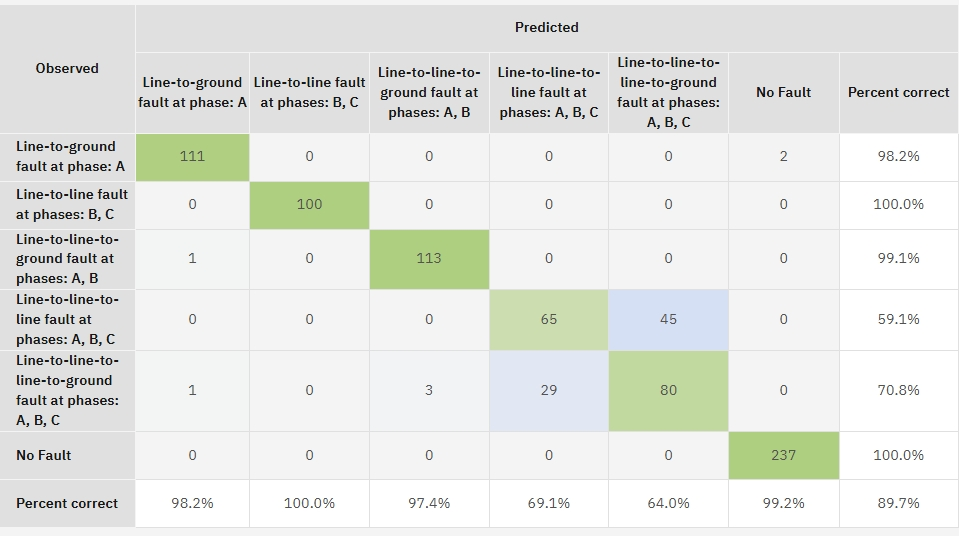 Predicted
Observed
Line-to-ground fault at phase: A
Line-to-line fault at phases: B, C
Line-to-line-to-ground fault at phases: A, B
Line-to-line-to-line fault at phases: A, B, C
Line-to-line-to-line-to-ground fault at phases: A, B, C
No Fault
Percent correct
Line-to-ground fault at phase: A 111 0 0 0 0 2 98.2%
Line-to-line fault at phases: B, C 0 100 0 0 0 0 100.0%
Line-to-line-to-ground fault at phases: A, B 1 0 113 0 0 0 99.1%
Line-to-line-to-line fault at phases: A, B, C 0 0 0 65 45 0 59.1%
Line-to-line-to-line-to-ground fault at phases: A, B, C 1 0 3 29 80 0 70.8%
No Fault 0 0 0 0 0 237 100.0%
Percent correct 98.2% 100.0% 97.4% 69.1% 64.0% 99.2% 89.7%